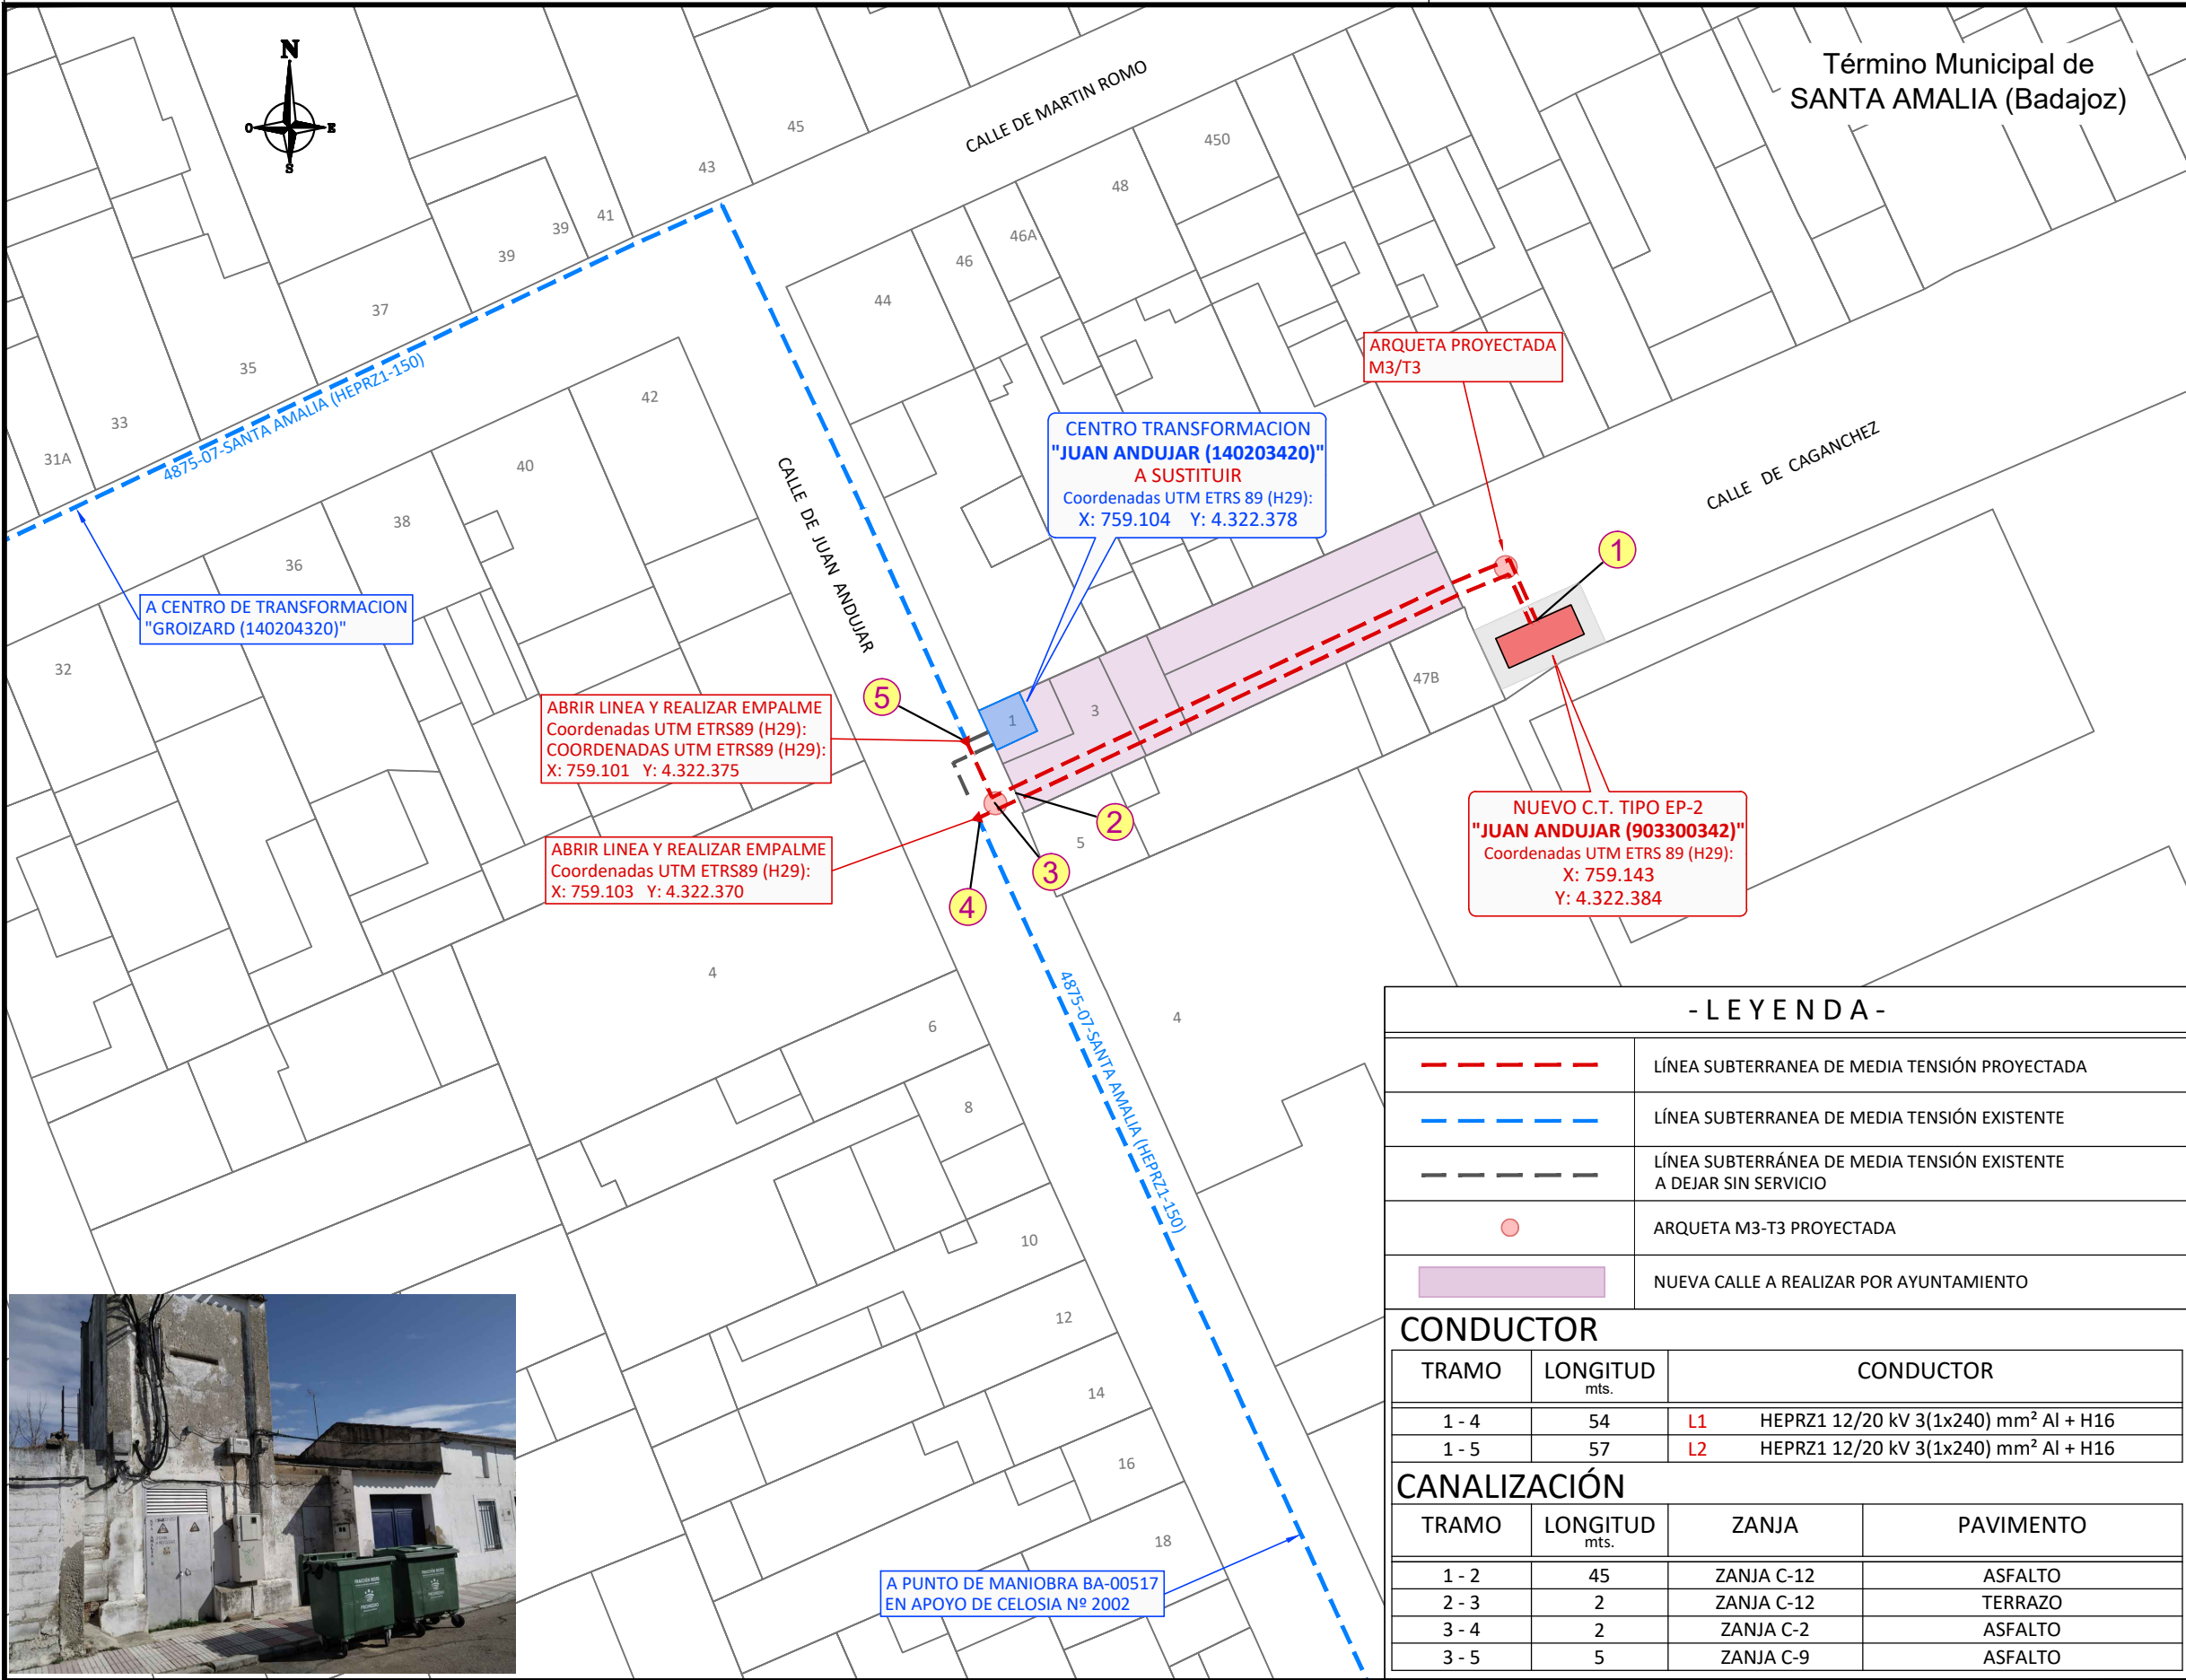 Término Municipal de
SANTA AMALIA (Badajoz)
N
O
E
S
CALLE DE MARTIN ROMO
45
43
41
39
39
37
35
33
31A
450
48
46A
46
44
42
40
38
36
32
4875-07-SANTA AMALIA (HEPRZ1-150)
CALLE DE JUAN ANDUJAR
CALLE DE CAGANCHEZ
ARQUETA PROYECTADA
M3/T3
CENTRO TRANSFORMACION
"JUAN ANDUJAR (140203420)"
A SUSTITUIR
Coordenadas UTM ETRS 89 (H29):
X: 759.104 Y: 4.322.378
A CENTRO DE TRANSFORMACION
"GROIZARD (140204320)"
1
5
ABRIR LINEA Y REALIZAR EMPALME
Coordenadas UTM ETRS89 (H29):
COORDENADAS UTM ETRS89 (H29):
X: 759.101 Y: 4.322.375
1
3
47B
2
3
4
5
ABRIR LINEA Y REALIZAR EMPALME
Coordenadas UTM ETRS89 (H29):
X: 759.103 Y: 4.322.370
NUEVO C.T. TIPO EP-2
"JUAN ANDUJAR (903300342)"
Coordenadas UTM ETRS 89 (H29):
X: 759.143
Y: 4.322.384
4
6
8
10
12
14
16
18
4
4875-07-SANTA AMALIA (HEPRZ1-150)
A PUNTO DE MANIOBRA BA-00517
EN APOYO DE CELOSIA Nº 2002
- L E Y E N D A -
LÍNEA SUBTERRANEA DE MEDIA TENSIÓN PROYECTADA
LÍNEA SUBTERRANEA DE MEDIA TENSIÓN EXISTENTE
LÍNEA SUBTERRÁNEA DE MEDIA TENSIÓN EXISTENTE
A DEJAR SIN SERVICIO
ARQUETA M3-T3 PROYECTADA
NUEVA CALLE A REALIZAR POR AYUNTAMIENTO
CONDUCTOR
TRAMO LONGITUD mts. CONDUCTOR
1 - 4 54 L1 HEPRZ1 12/20 kV 3(1x240) mm² Al + H16
1 - 5 57 L2 HEPRZ1 12/20 kV 3(1x240) mm² Al + H16
CANALIZACIÓN
TRAMO LONGITUD mts. ZANJA PAVIMENTO
1 - 2 45 ZANJA C-12 ASFALTO
2 - 3 2 ZANJA C-12 TERRAZO
3 - 4 2 ZANJA C-2 ASFALTO
3 - 5 5 ZANJA C-9 ASFALTO